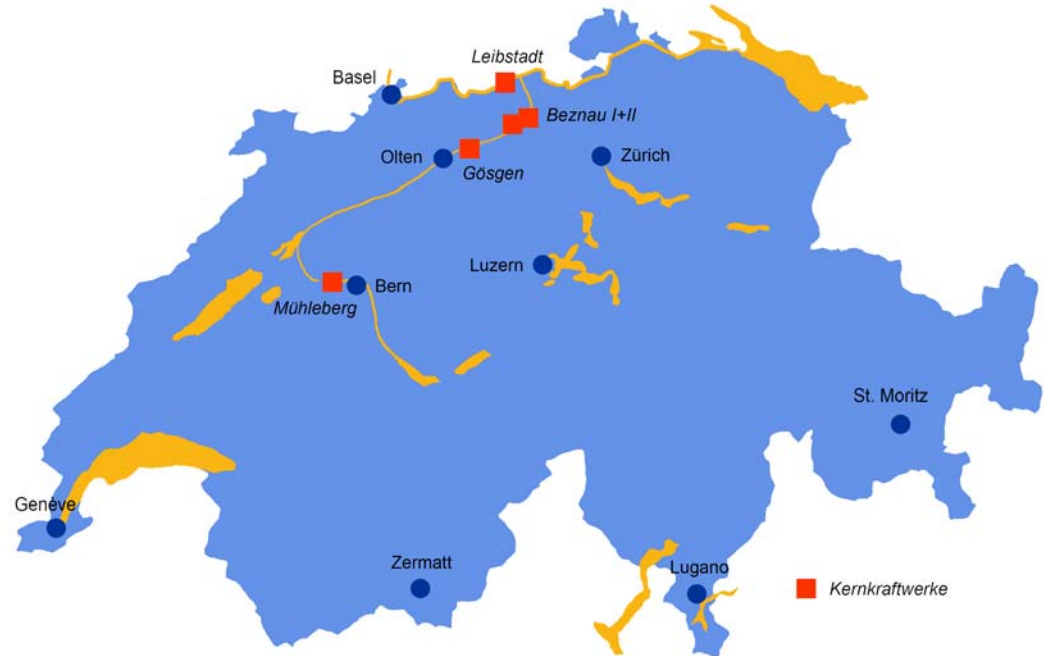 Leibstadt
Basel
Beznau I+II
Olten
Zürich
Gösgen
Luzern
Bern
Mühleberg
St. Moritz
Genève
Zermatt
Lugano
Kernkraftwerke